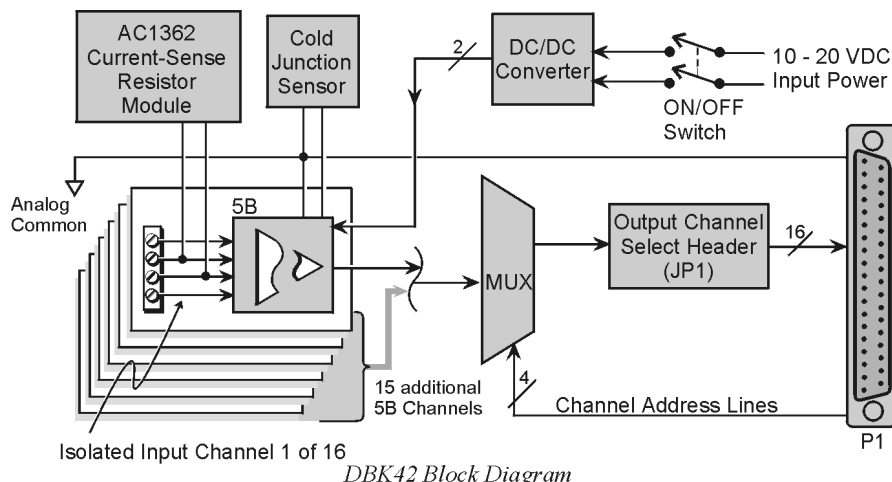 AC1362
Current-Sense
Resistor
Module
Cold
Junction
Sensor
2
DC/DC
Converter
10 - 20 VDC
Input Power
ON/OFF
Switch
Analog
Common
5B
MUX
Output Channel
Select Header
(JP1)
16
15 additional
5B Channels
4
Channel Address Lines
P1
Isolated Input Channel 1 of 16
DBK42 Block Diagram